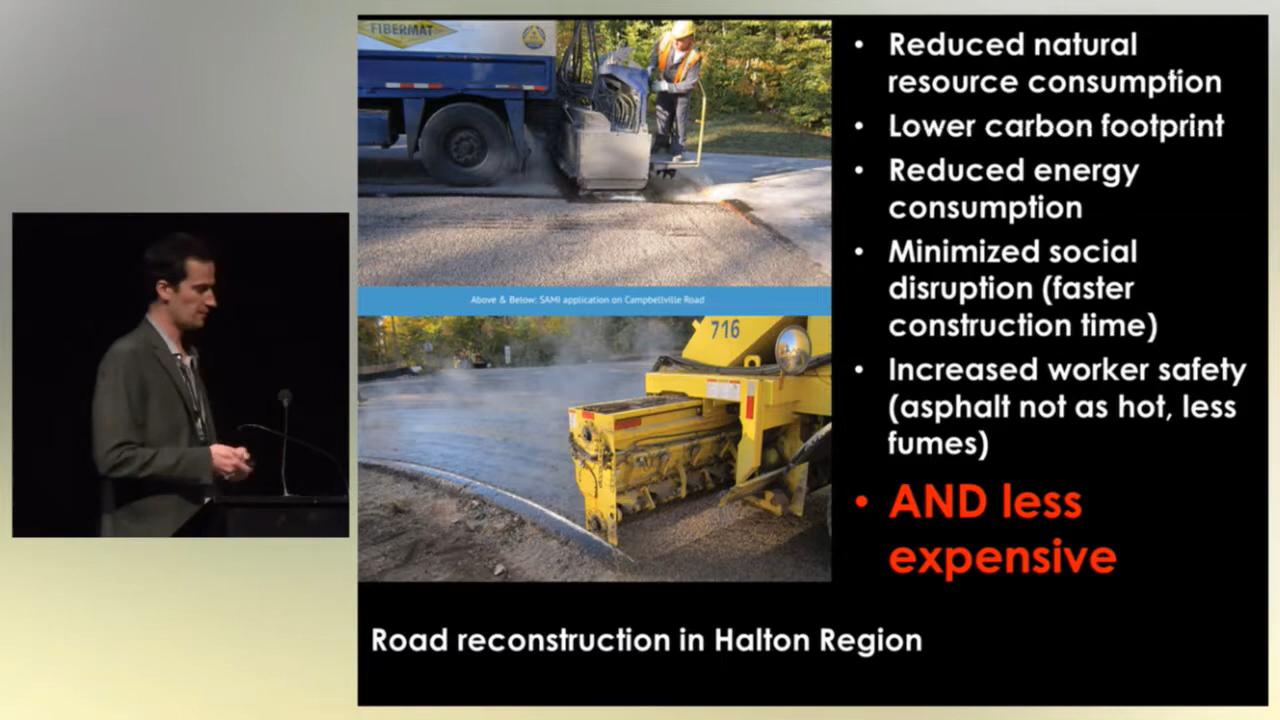 FIBERMAT
Above & Below: SAMI application on Campbellville Road
716
• Reduced natural
resource consumption
• Lower carbon footprint
• Reduced energy
consumption
• Minimized social
disruption (faster
construction time)
• Increased worker safety
(asphalt not as hot, less
fumes)
• AND less
expensive
Road reconstruction in Halton Region